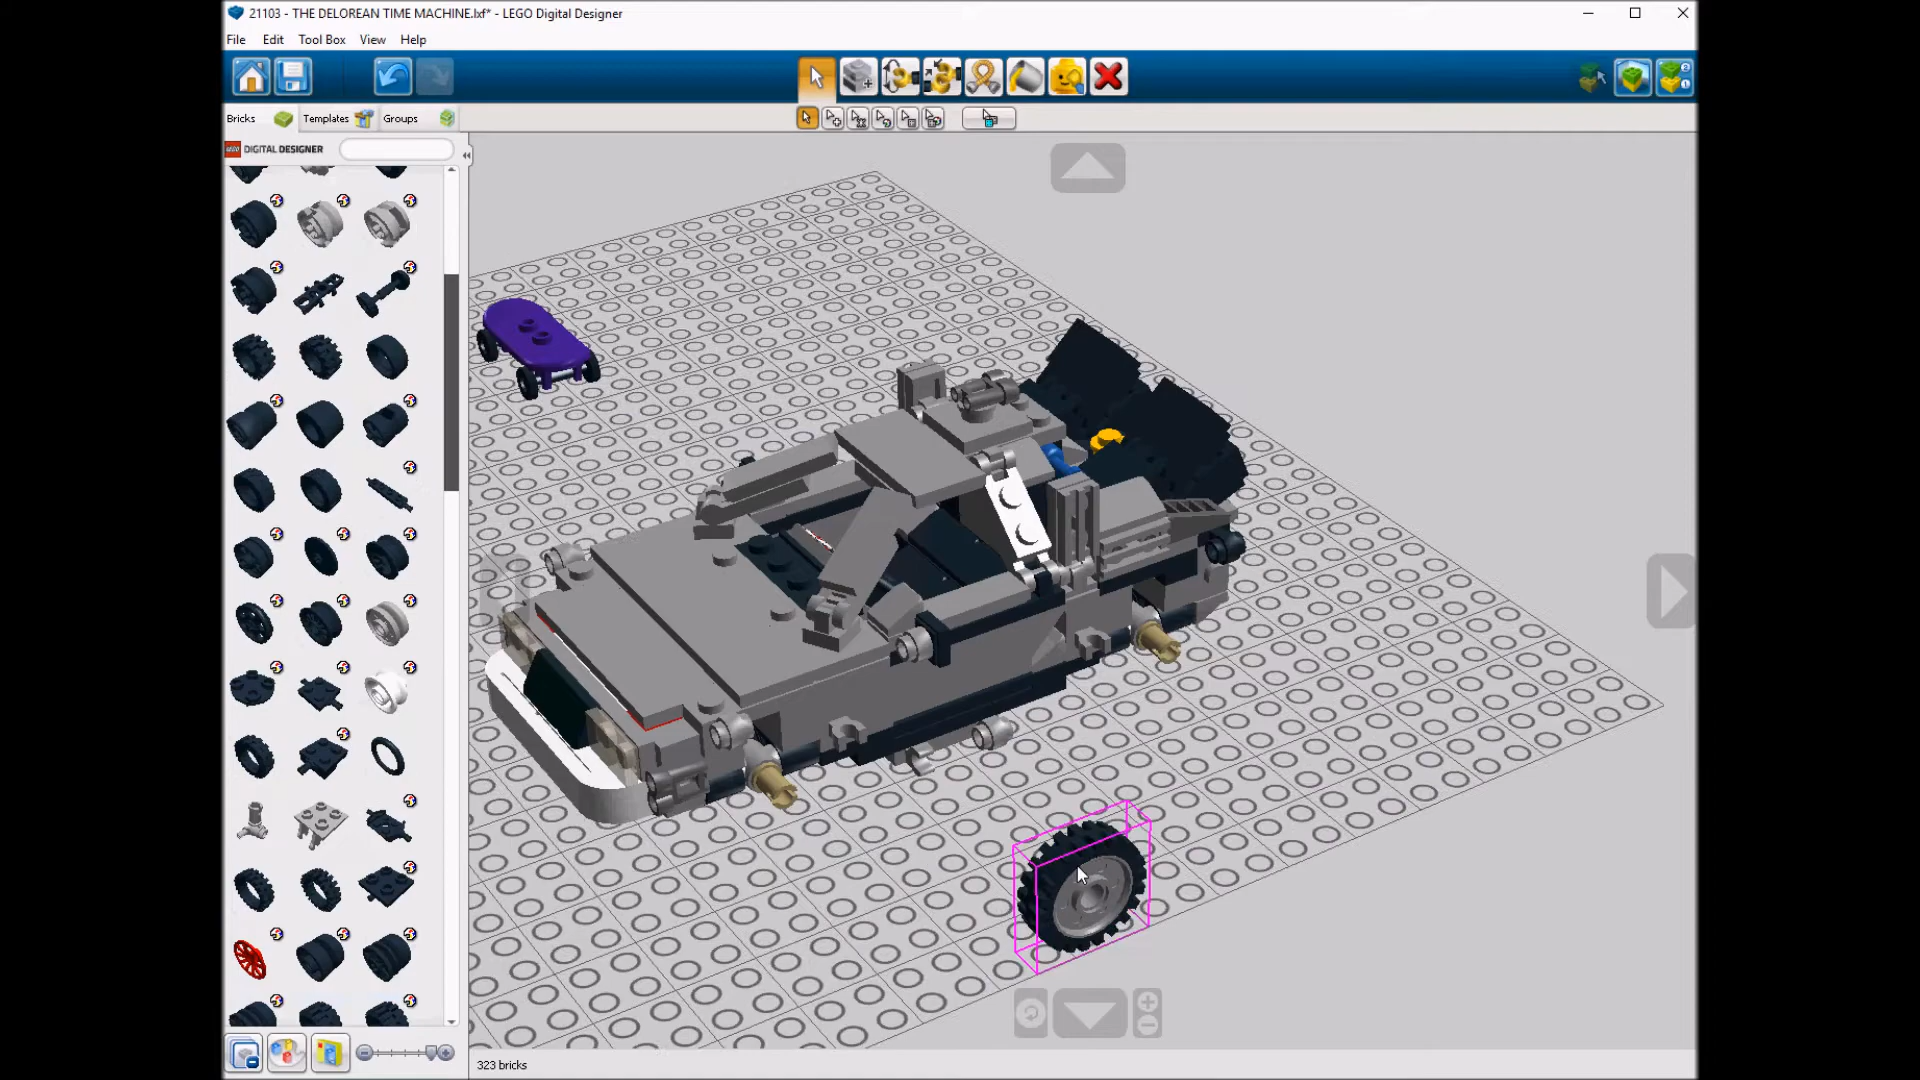 21103 - THE DELOREAN TIME MACHINE.lxf* - LEGO Digital Designer
File Edit Tool Box View Help
Bricks Templates Groups
LEGO DIGITAL DESIGNER
323 bricks